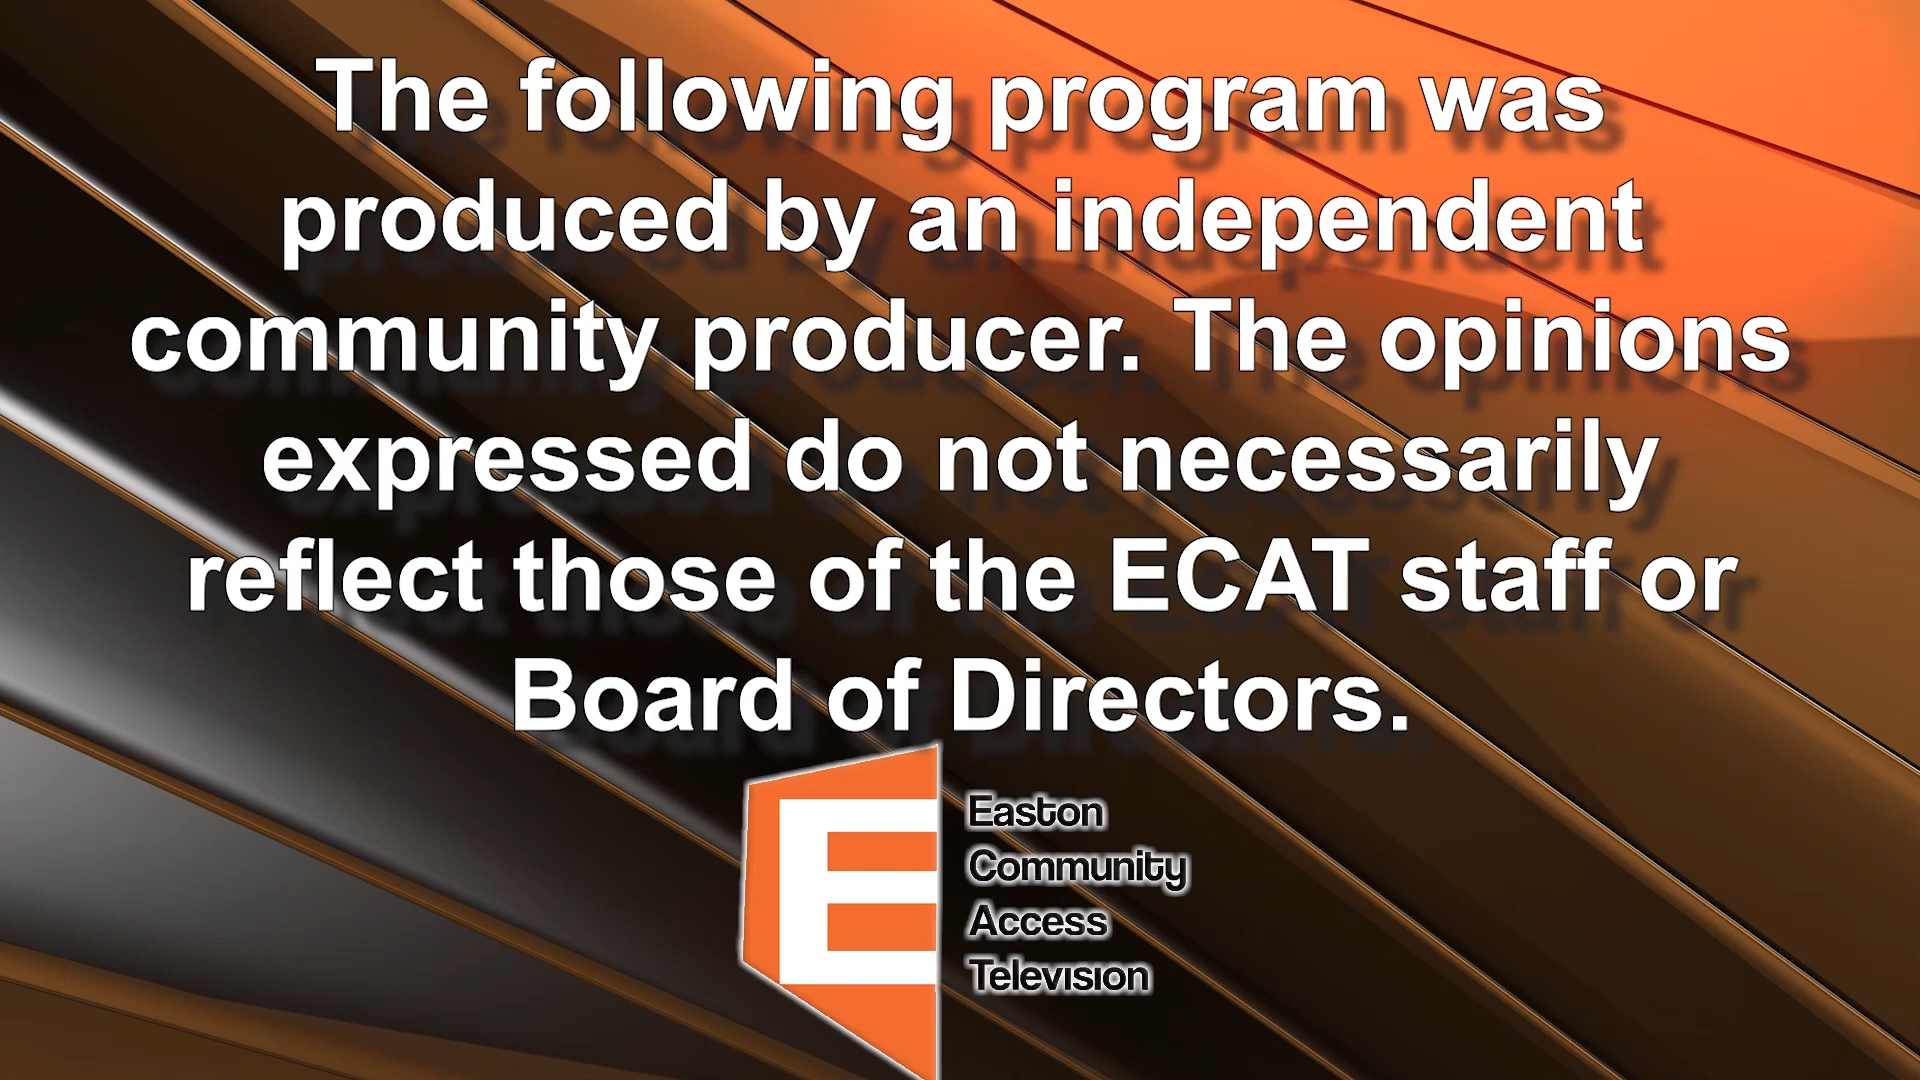 The following program was
produced by an independent
community producer. The opinions
expressed do not necessarily
reflect those of the ECAT staff or
Board of Directors.
E
Easton
Community
Access
Television